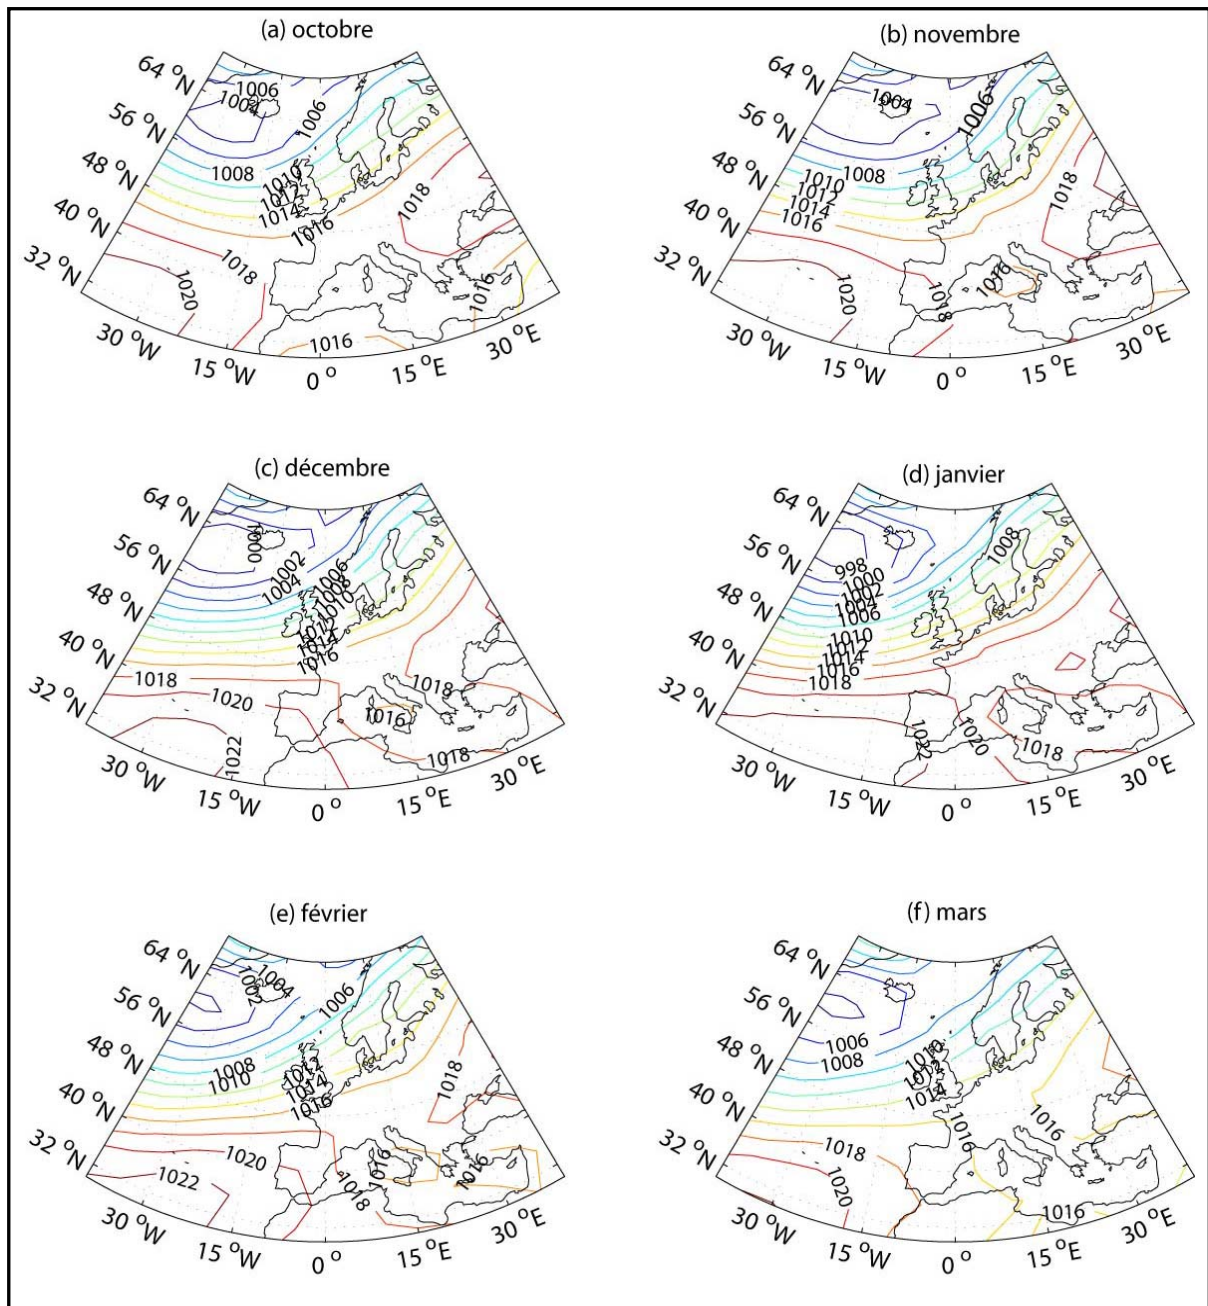 (a) octobre
64 °N
56 °N
48 °N
40 °N
32 °N
30 °W
15 °W
0 °
15 °E
30 °E
1006
1004
1006
1008
1010
1012
1014
1016
1018
1018
1020
1016
1016
(b) novembre
64 °N
56 °N
48 °N
40 °N
32 °N
30 °W
15 °W
0 °
15 °E
30 °E
1004
1006
1008
1010
1012
1014
1016
1018
1016
1020
1018
(c) décembre
64 °N
56 °N
48 °N
40 °N
32 °N
30 °W
15 °W
0 °
15 °E
30 °E
1000
1002
1004
1006
1008
1010
1012
1014
1016
1018
1020
1022
1018
1016
1018
(d) janvier
64 °N
56 °N
48 °N
40 °N
32 °N
30 °W
15 °W
0 °
15 °E
30 °E
1008
998
1000
1002
1004
1006
1010
1012
1014
1016
1018
1022
1020
1018
(e) février
64 °N
56 °N
48 °N
40 °N
32 °N
30 °W
15 °W
0 °
15 °E
30 °E
1002
1004
1006
1008
1010
1012
1014
1016
1018
1020
1022
1018
1016
1016
(f) mars
64 °N
56 °N
48 °N
40 °N
32 °N
30 °W
15 °W
0 °
15 °E
30 °E
1006
1008
1010
1012
1014
1016
1016
1018
1020
1016